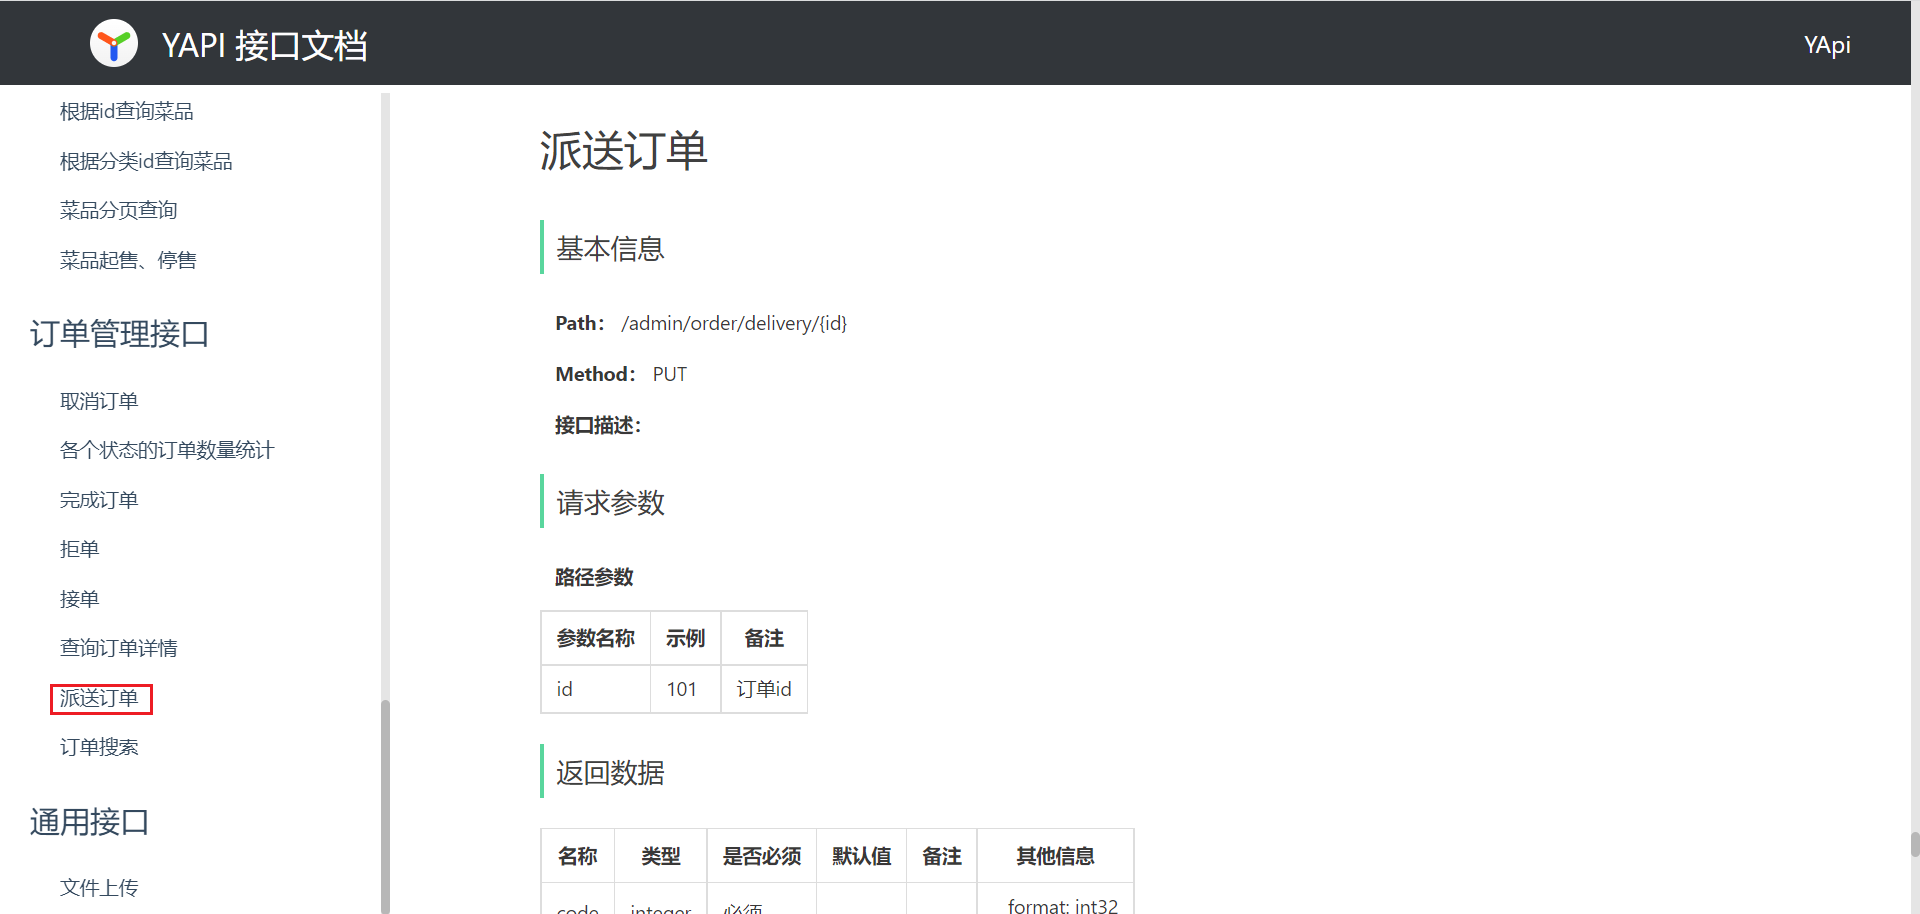 YAPI 接口文档
YApi
根据id查询菜品
根据分类id查询菜品
菜品分页查询
菜品起售、停售
订单管理接口
取消订单
各个状态的订单数量统计
完成订单
拒单
接单
查询订单详情
派送订单
订单搜索
通用接口
文件上传
派送订单
基本信息
Path： /admin/order/delivery/{id}
Method： PUT
接口描述：
请求参数
路径参数
参数名称 示例 备注
id 101 订单id
返回数据
名称 类型 是否必须 默认值 备注 其他信息
code integer 必须 format: int32